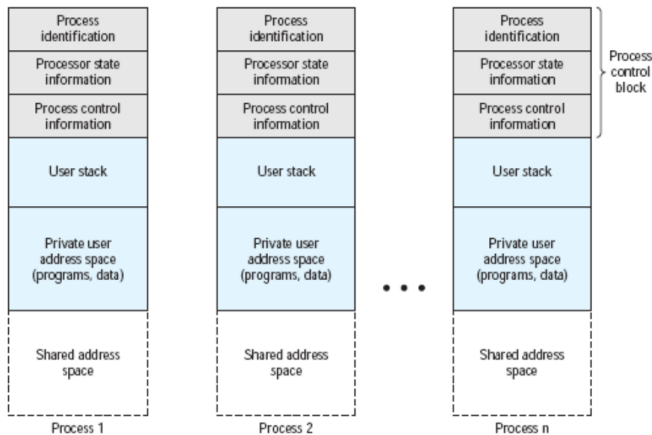 Process
identification
Processor state
information
Process control
information
User stack
Private user
address space
(programs, data)
Shared address
space
Process 1
Process
identification
Processor state
information
Process control
information
User stack
Private user
address space
(programs, data)
Shared address
space
Process 2
• • •
Process
identification
Processor state
information
Process control
information
User stack
Private user
address space
(programs, data)
Shared address
space
Process n
Process
control
block